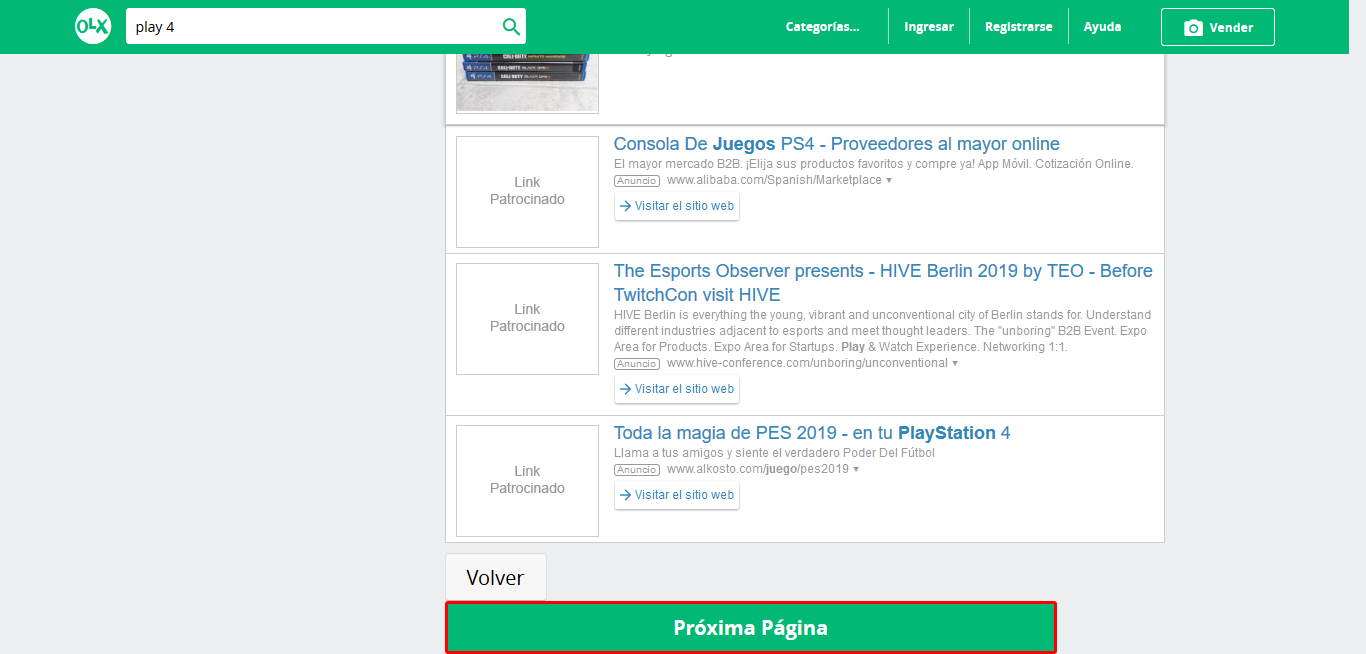 OLX
play 4
Categorías...
Ingresar
Registrarse
Ayuda
Vender
Consola De Juegos PS4 - Proveedores al mayor online
El mayor mercado B2B. ¡Elija sus productos favoritos y compre ya! App Móvil. Cotización Online.
Anuncio www.alibaba.com/Spanish/Marketplace
Visitar el sitio web
Link
Patrocinado
The Esports Observer presents - HIVE Berlin 2019 by TEO - Before
TwitchCon visit HIVE
HIVE Berlin is everything the young, vibrant and unconventional city of Berlin stands for. Understand
different industries adjacent to esports and meet thought leaders. The "unboring" B2B Event. Expo
Area for Products. Expo Area for Startups. Play & Watch Experience. Networking 1:1.
Anuncio www.hive-conference.com/unboring/unconventional
Visitar el sitio web
Link
Patrocinado
Toda la magia de PES 2019 - en tu PlayStation 4
Llama a tus amigos y siente el verdadero Poder Del Fútbol
Anuncio www.alkosto.com/juego/pes2019
Visitar el sitio web
Link
Patrocinado
Volver
Próxima Página